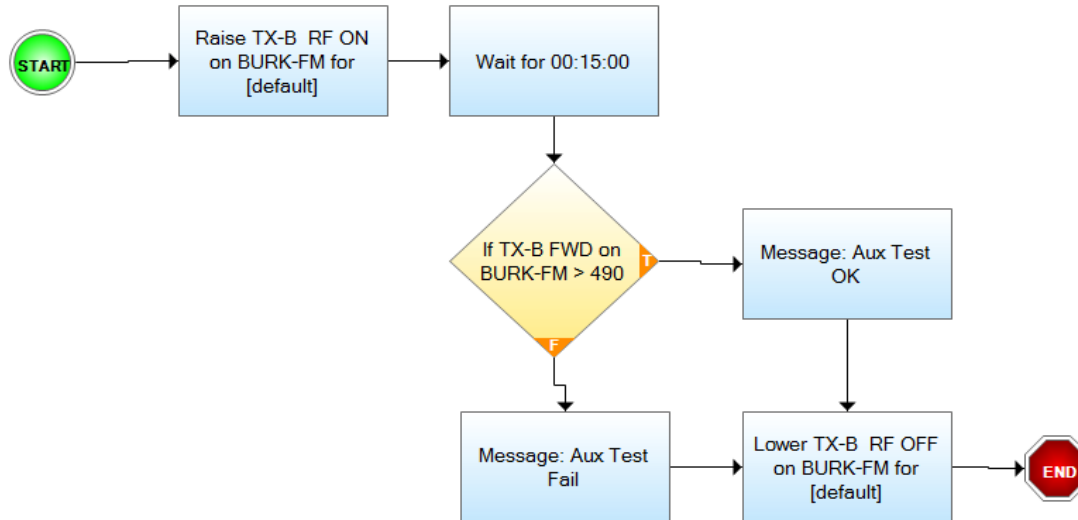 START
Raise TX-B  RF ON
on BURK-FM for
[default]
Wait for 00:15:00
If TX-B FWD on
BURK-FM > 490
T
F
Message: Aux Test
OK
Message: Aux Test
Fail
Lower TX-B  RF OFF
on BURK-FM for
[default]
END